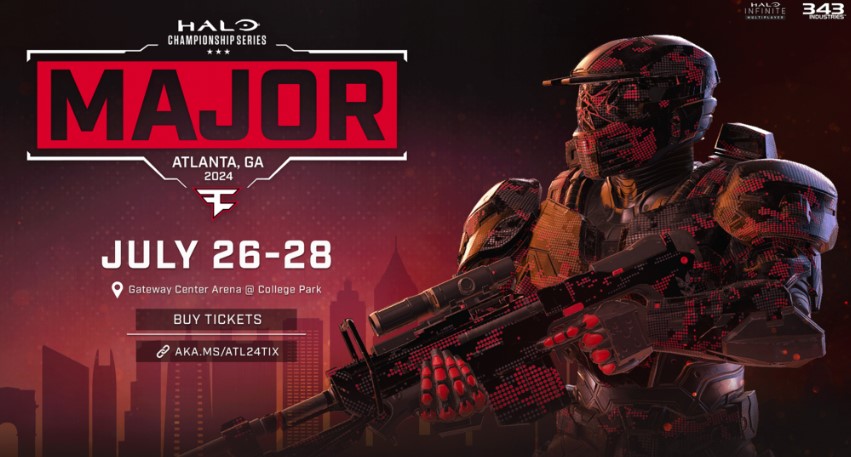 HALO
CHAMPIONSHIP SERIES
MAJOR
ATLANTA, GA
2024
JULY 26-28
Gateway Center Arena @ College Park
BUY TICKETS
AKA.MS/ATL24TIX
HALO
INFINITE
MULTIPLAYER
343
INDUSTRIES